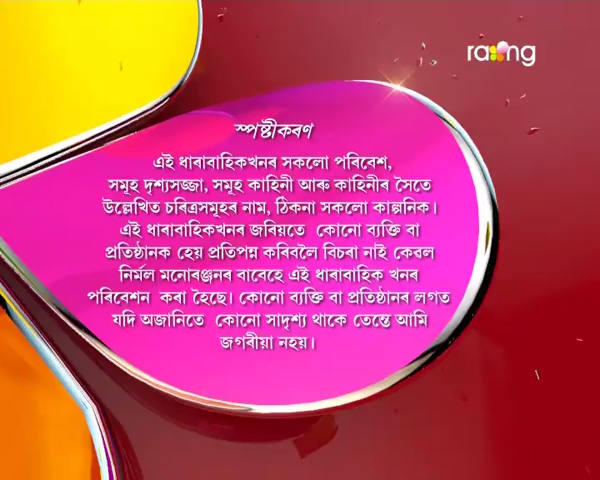 rang
স্পষ্টীকৰণ
এই ধাৰাবাহিকখনৰ সকলো পৰিবেশ,
সমূহ দৃশ্যসজ্জা, সমূহ কাহিনী আৰু কাহিনীৰ সৈতে
উল্লেখিত চৰিত্ৰসমূহৰ নাম, ঠিকনা সকলো কাল্পনিক।
এই ধাৰাবাহিকখনৰ জৰিয়তে কোনো ব্যক্তি বা
প্ৰতিষ্ঠানক হেয় প্ৰতিপন্ন কৰিবলৈ বিচৰা নাই কেৱল
নিৰ্মল মনোৰঞ্জনৰ বাবেহে এই ধাৰাবাহিক খনৰ
পৰিবেশন কৰা হৈছে। কোনো ব্যক্তি বা প্ৰতিষ্ঠানৰ লগত
যদি অজানিতে কোনো সাদৃশ্য থাকে তেন্তে আমি
জগৰীয়া নহয়।